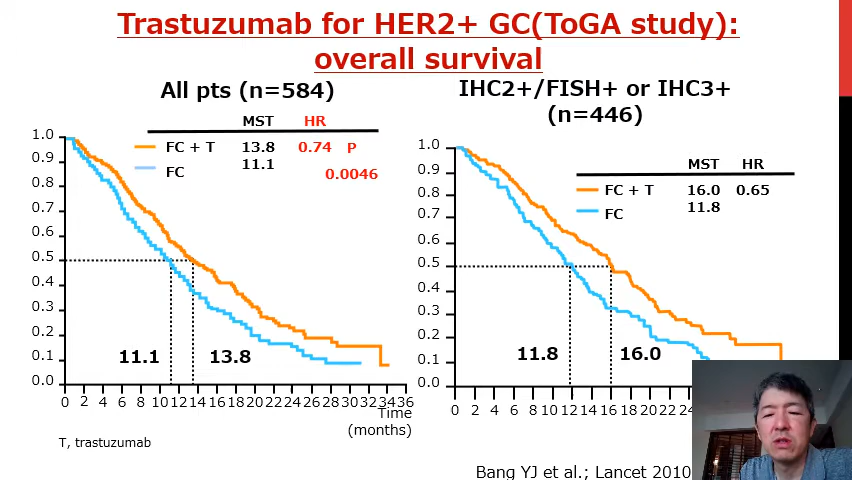 Trastuzumab for HER2+ GC(ToGA study):
overall survival
All pts (n=584)
MST HR
FC + T 13.8 0.74 P
FC 11.1
0.0046
1.0
0.9
0.8
0.7
0.6
0.5
0.4
0.3
0.2
0.1
0.0
11.1 13.8
0 2 4 6 8 10 12 14 16 18 20 22 24 26 28 30 32 34 36
Time
(months)
T, trastuzumab
IHC2+/FISH+ or IHC3+
(n=446)
MST HR
FC + T 16.0 0.65
FC 11.8
1.0
0.9
0.8
0.7
0.6
0.5
0.4
0.3
0.2
0.1
0.0
11.8 16.0
0 2 4 6 8 10 12 14 16 18 20 22
Bang YJ et al.; Lancet 2010